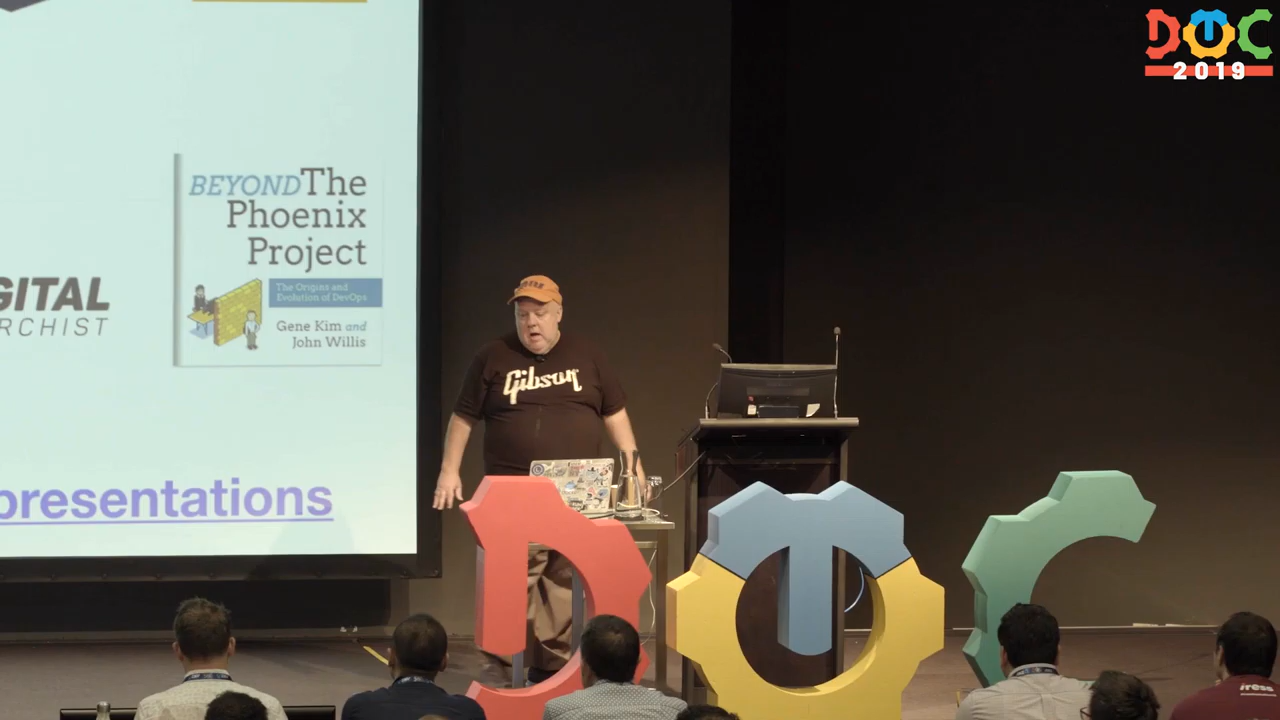 BEYOND The
Phoenix
Project
The Origins and
Evolution of DevOps
Gene Kim and
John Willis
GITAL
RCHIST
presentations
Gibson
DOTC
2019